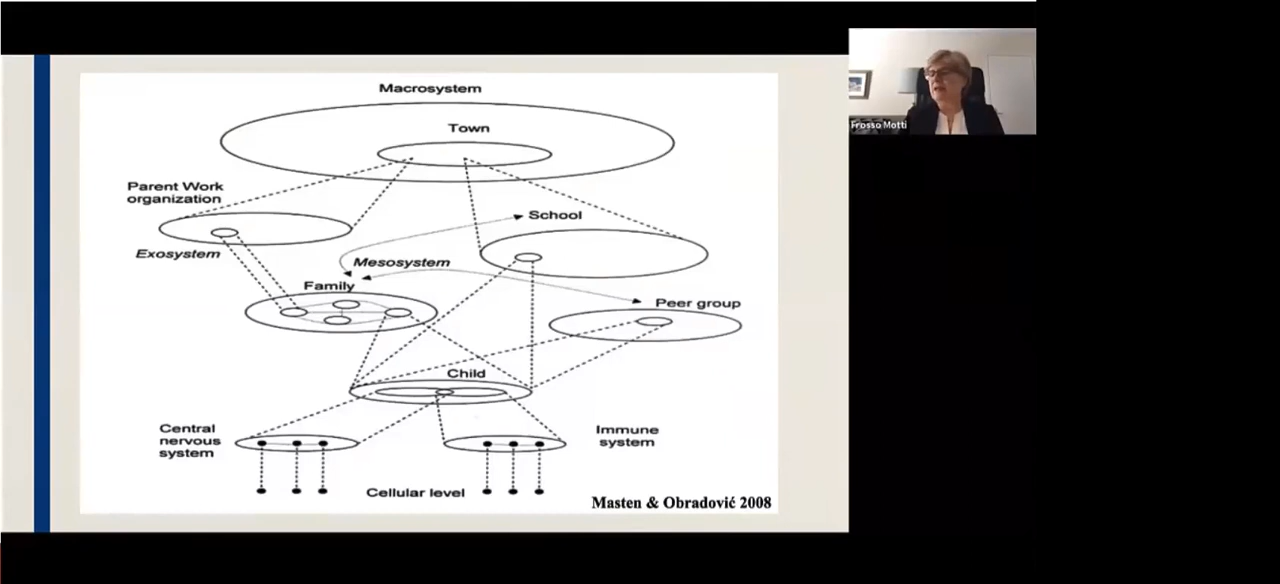 Macrosystem
Town
Parent Work
organization
School
Exosystem
Mesosystem
Family
Peer group
Child
Central
nervous
system
Immune
system
Cellular level
Masten & Obradović 2008
Frosso Motti